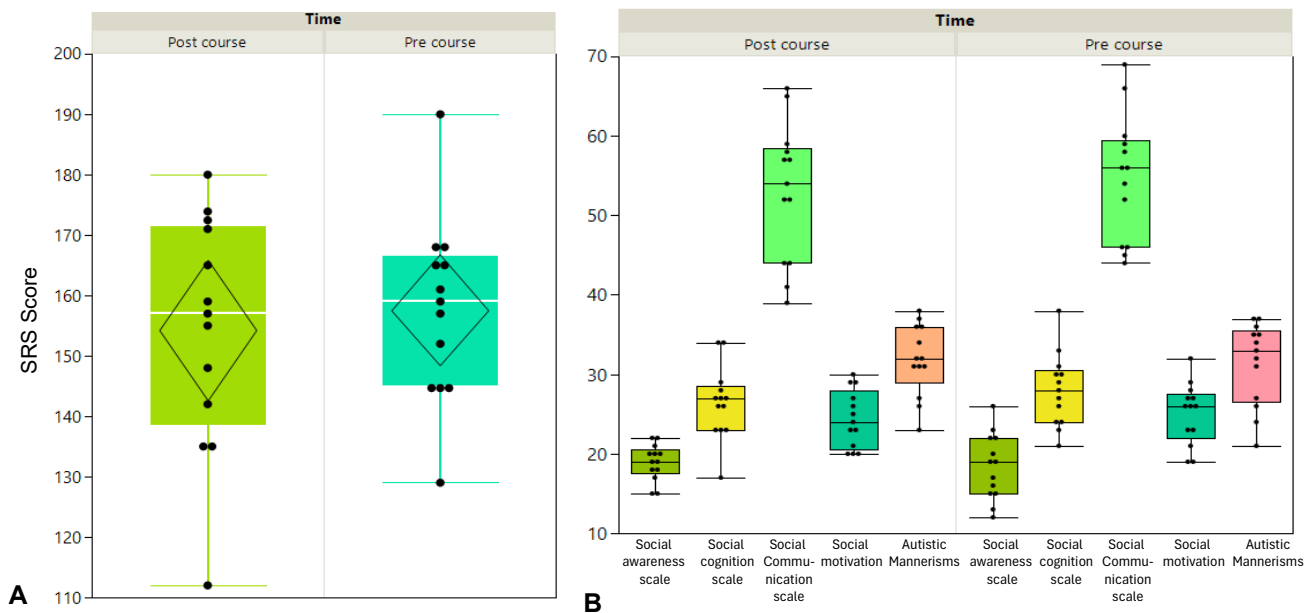 Time
Post course
Pre course
200
190
180
170
160
150
140
130
120
110
SRS Score
A
Time
Post course
Pre course
70
60
50
40
30
20
10
Social
awareness
scale
Social
cognition
scale
Social
Commu-
nication
scale
Social
motivation
Autistic
Mannerisms
Social
awareness
scale
Social
cognition
scale
Social
Commu-
nication
scale
Social
motivation
Autistic
Mannerisms
B